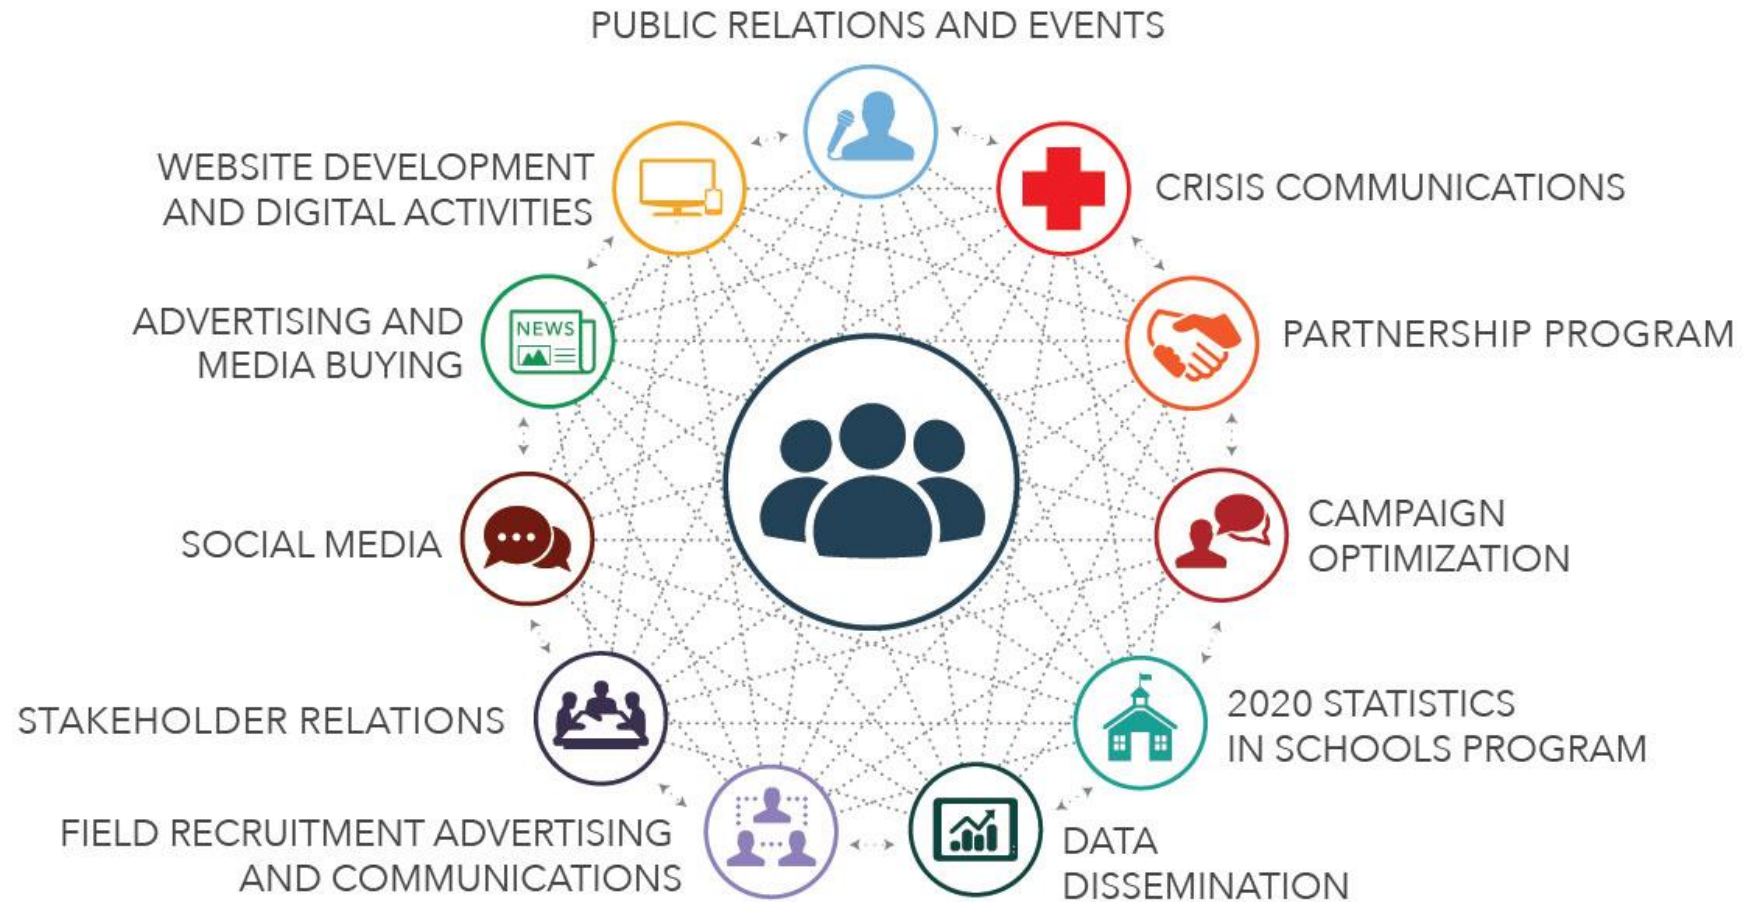 PUBLIC RELATIONS AND EVENTS
CRISIS COMMUNICATIONS
PARTNERSHIP PROGRAM
CAMPAIGN
OPTIMIZATION
2020 STATISTICS
IN SCHOOLS PROGRAM
DATA
DISSEMINATION
FIELD RECRUITMENT ADVERTISING
AND COMMUNICATIONS
STAKEHOLDER RELATIONS
SOCIAL MEDIA
ADVERTISING AND
MEDIA BUYING
NEWS
WEBSITE DEVELOPMENT
AND DIGITAL ACTIVITIES